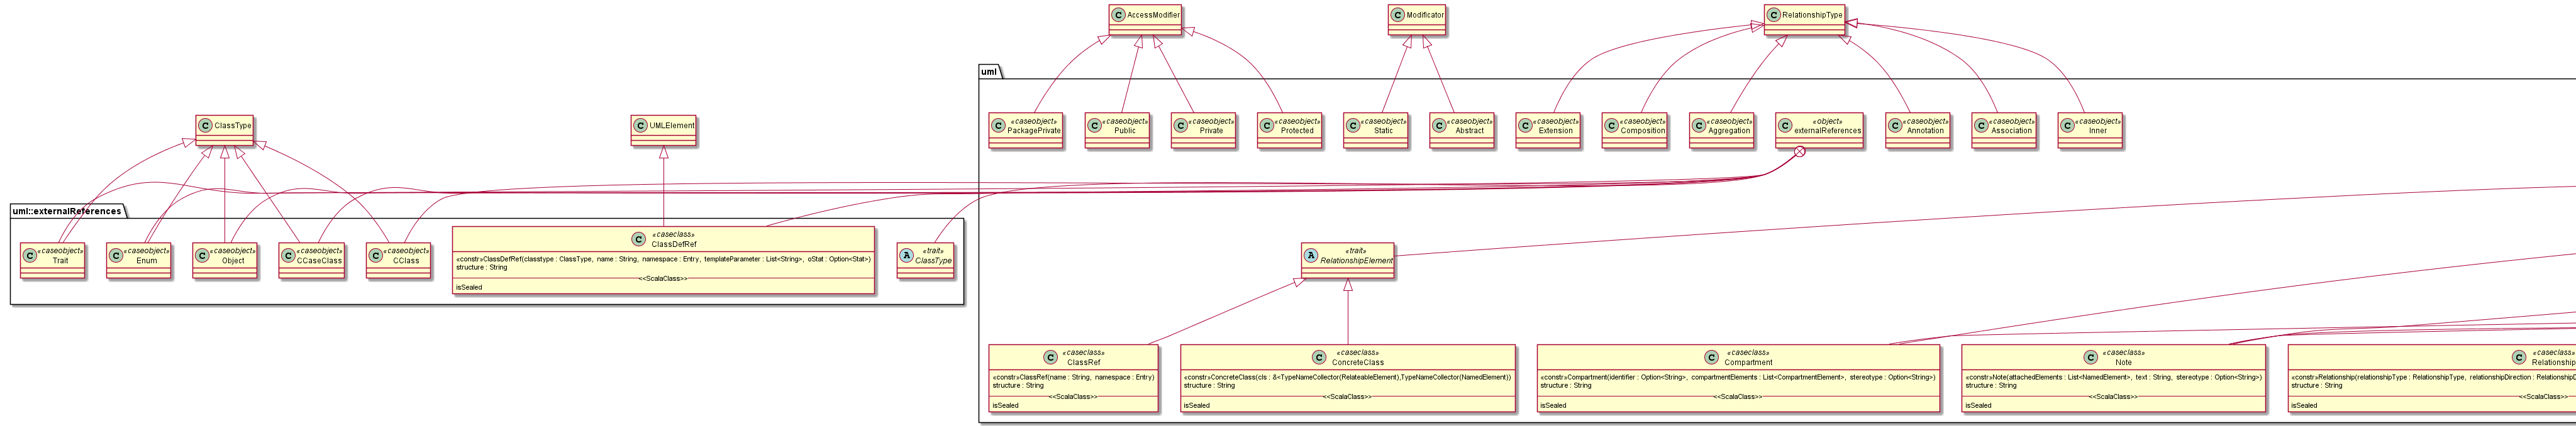 C AccessModifier
C Modificator
C RelationshipType
uml
C ClassType
C UMLElement
C «caseobject»
PackagePrivate
C «caseobject»
Public
C «caseobject»
Private
C «caseobject»
Protected
C «caseobject»
Static
C «caseobject»
Abstract
C «caseobject»
Extension
C «caseobject»
Composition
C «caseobject»
Aggregation
C «object»
externalReferences
C «caseobject»
Annotation
C «caseobject»
Association
C «caseobject»
Inner
uml::externalReferences
C «caseobject»
Trait
C «caseobject»
Enum
C «caseobject»
Object
C «caseobject»
CCaseClass
C «caseobject»
CClass
C «caseclass»
ClassDefRef
«constr»ClassDefRef(classtype : ClassType, name : String, namespace : Entry, templateParameter : List<String>, oStat : Option<Stat>)
structure : String
<<ScalaClass>>
isSealed
A «trait»
ClassType
A «trait»
RelationshipElement
C «caseclass»
ClassRef
«constr»ClassRef(name : String, namespace : Entry)
structure : String
<<ScalaClass>>
isSealed
C «caseclass»
ConcreteClass
«constr»ConcreteClass(cls : &<TypeNameCollector(RelateableElement),TypeNameCollector(NamedElement))
structure : String
<<ScalaClass>>
isSealed
C «caseclass»
Compartment
«constr»Compartment(identifier : Option<String>, compartmentElements : List<CompartmentElement>, stereotype : Option<String>)
structure : String
<<ScalaClass>>
isSealed
C «caseclass»
Note
«constr»Note(attachedElements : List<NamedElement>, text : String, stereotype : Option<String>)
structure : String
<<ScalaClass>>
isSealed
C «caseclass»
Relationship
«constr»Relationship(relationshipType : RelationshipType, relationshipDirection : Relationship
structure : String
<<ScalaClass>>
isSealed